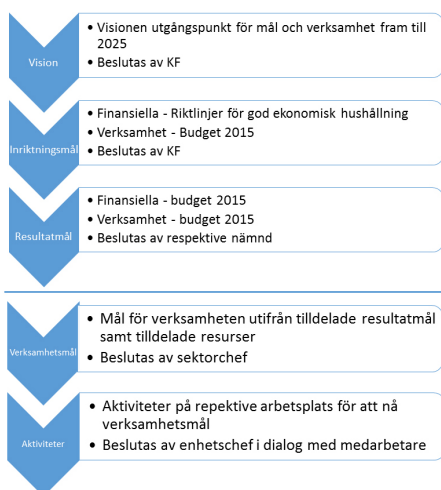 • Visionen utgångspunkt för mål och verksamhet fram till
2025
• Beslutas av KF
Vision
• Finansiella - Riktlinjer för god ekonomisk hushållning
• Verksamhet - Budget 2015
• Beslutas av KF
Inriktningsmål
• Finansiella - budget 2015
• Verksamhet - budget 2015
• Beslutas av respektive nämnd
Resultatmål
• Mål för verksamheten utifrån tilldelade resultatmål
samt tilldelade resurser
• Beslutas av sektorchef
Verksamhetsmål
• Aktiviteter på repektive arbetsplats för att nå
verksamhetsmål
• Beslutas av enhetschef i dialog med medarbetare
Aktiviteter